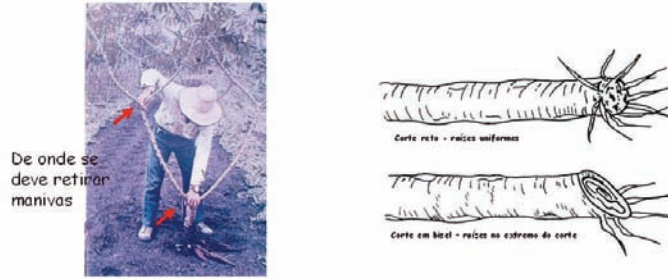 De onde se
deve retirar
manivas
Corte reto - raízes uniformes
Corte em bisel - raízes no extremo do corte